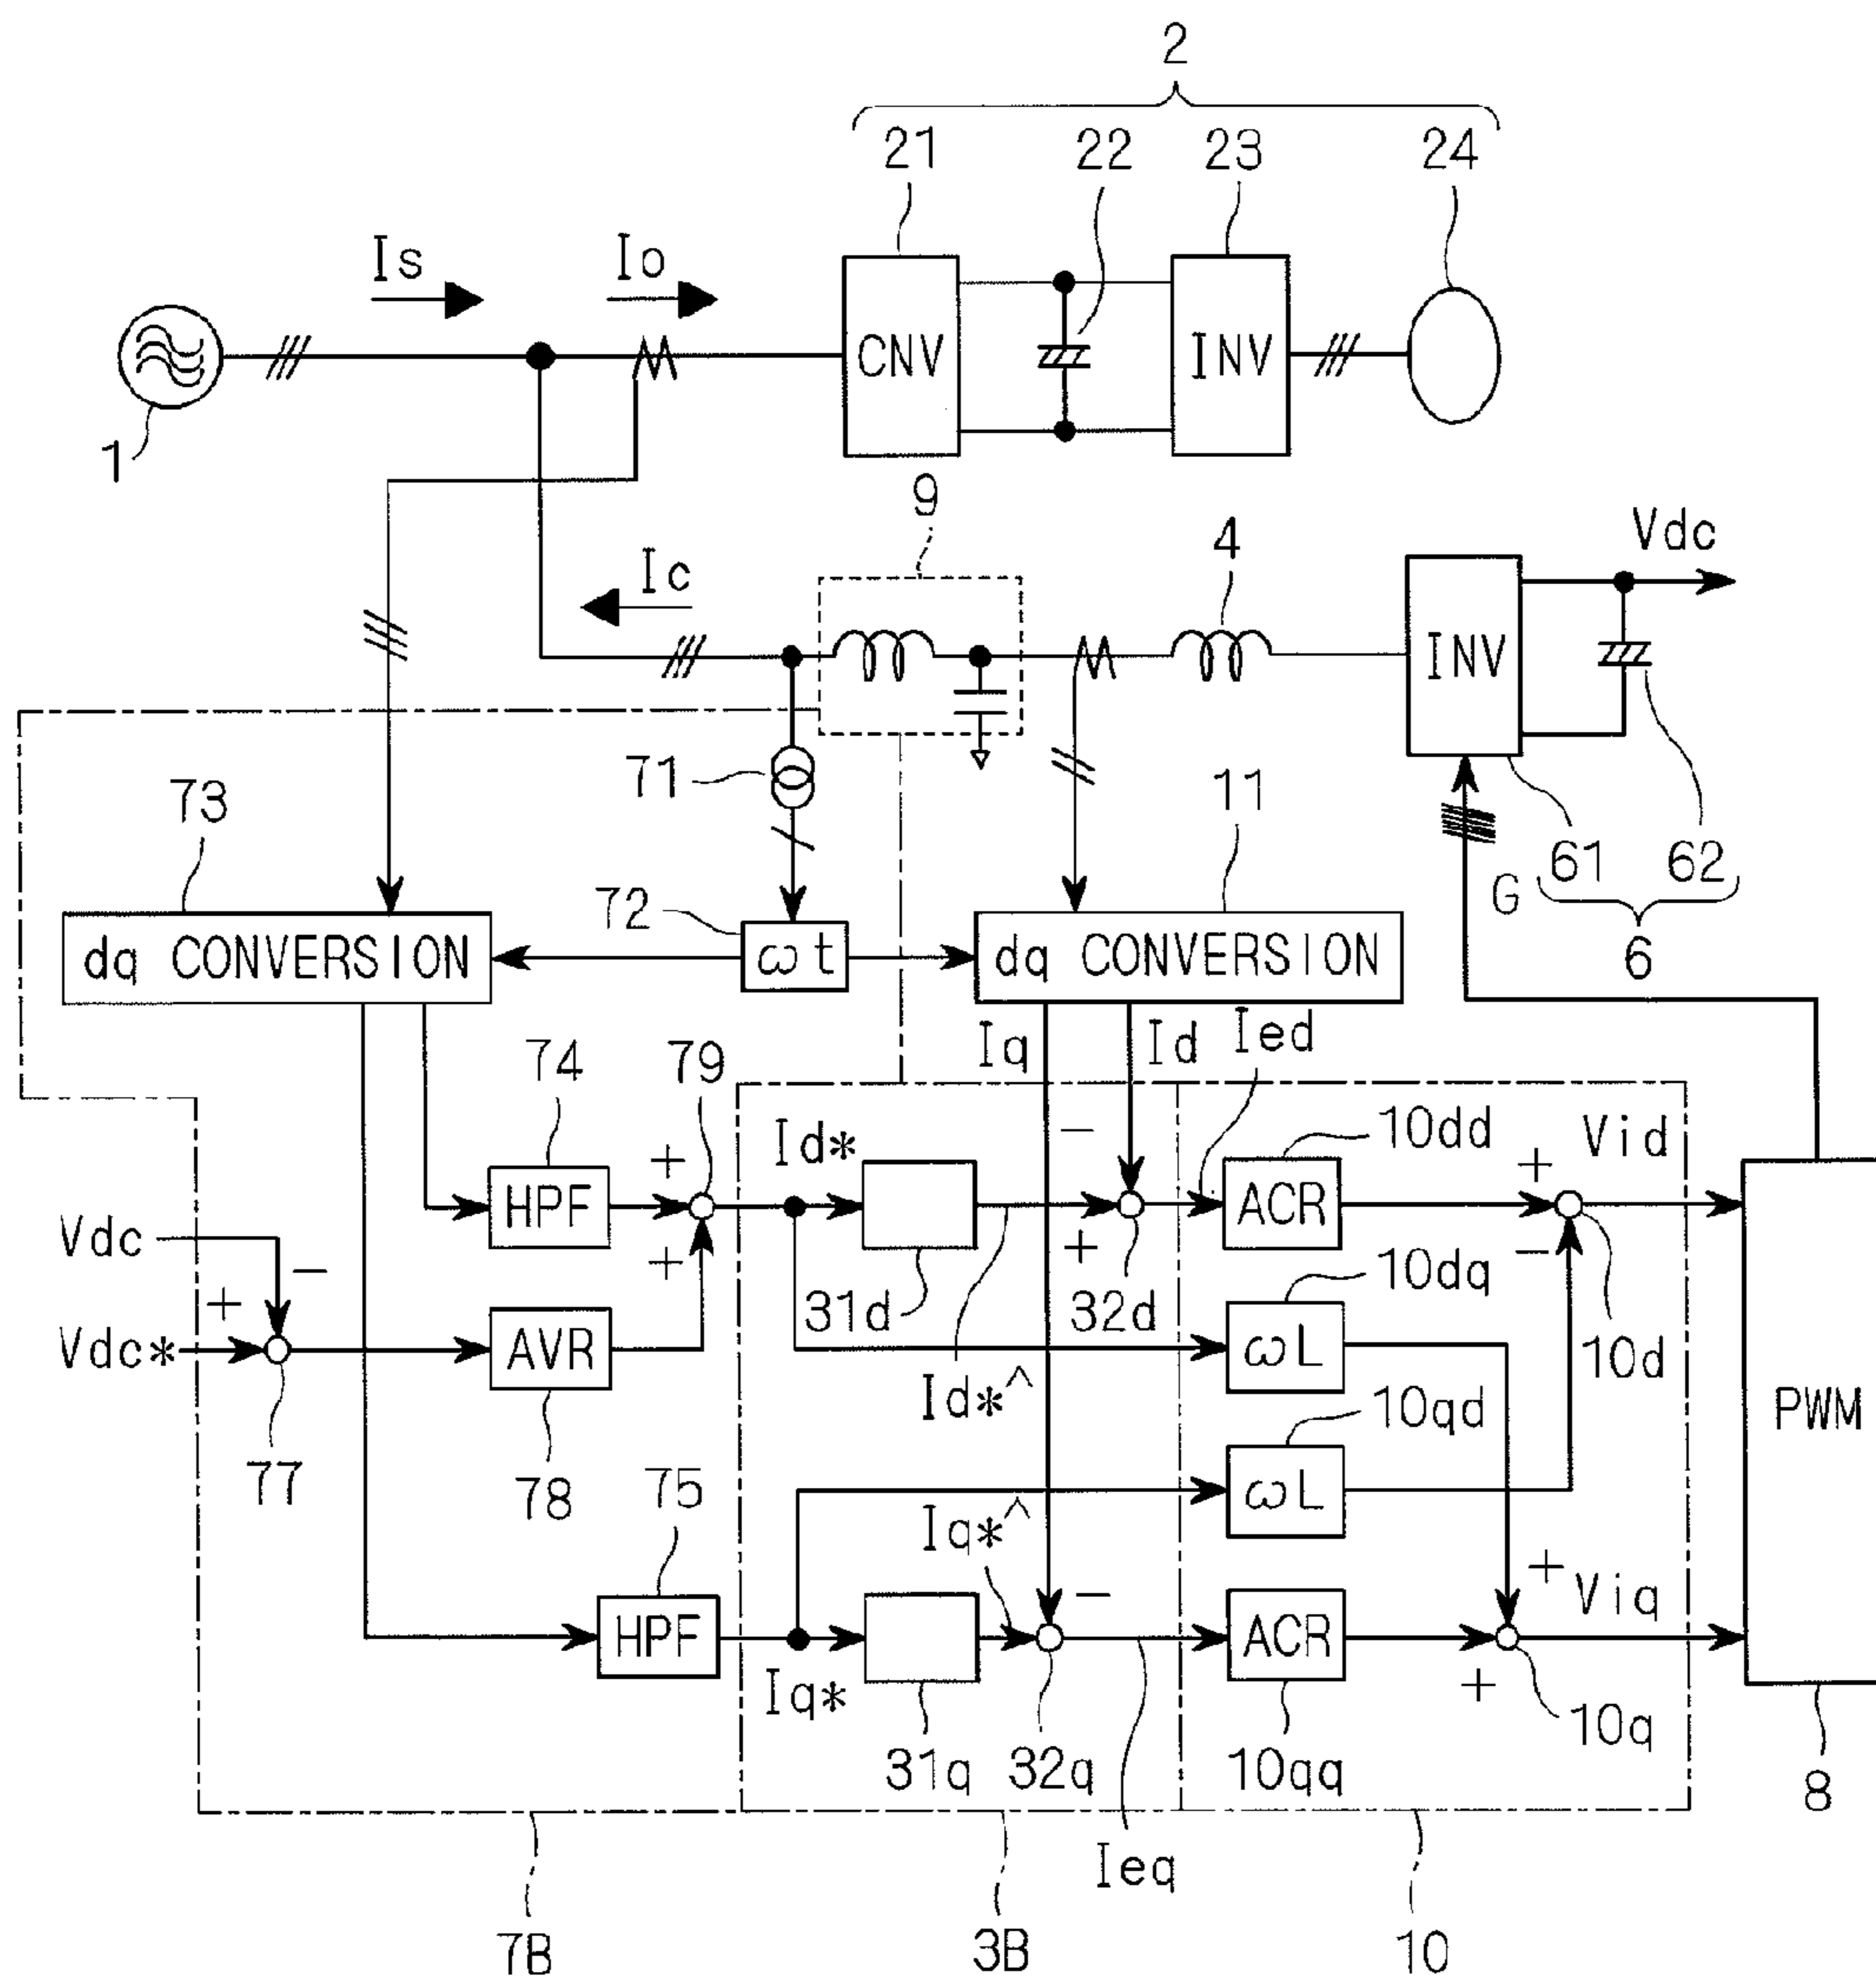 2
21
22
23
24
Is
Io
CNV
INV
1
9
4
Vdc
Ic
INV
71
73
11
61
62
72
G
6
dq CONVERSION
ωt
dq CONVERSION
Iq
Id
Ied
74
79
10dd
Vid
Id*
+
−
+
HPF
ACR
Vdc
−
+
+
−
10dq
+
31d
32d
Vdc*
AVR
ωL
10d
Id*^
10qd
PWM
77
78
75
ωL
Iq*^
+
−
Viq
HPF
ACR
Iq*
+
10q
31q
32q
10qq
8
Ieq
7B
3B
10